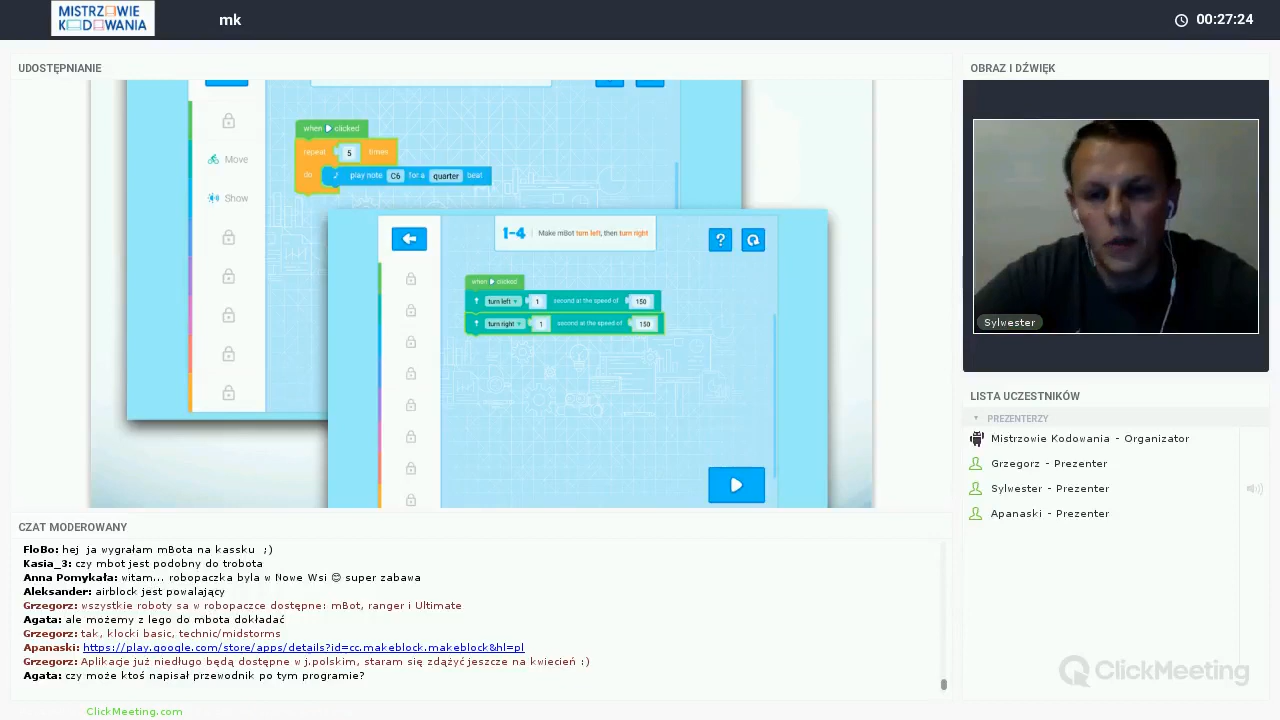 MISTRZOWIE KODOWANIA
mk
00:27:24
UDOSTĘPNIANIE
when clicked
repeat 5 times
do play note C6 for a quarter beat
Move
Show
1-4 Make mBot turn left, then turn right
?
when clicked
turn left 1 second at the speed of 150
turn right 1 second at the speed of 150
OBRAZ I DŹWIĘK
Sylwester
LISTA UCZESTNIKÓW
PREZENTERZY
Mistrzowie Kodowania - Organizator
Grzegorz - Prezenter
Sylwester - Prezenter
Apanaski - Prezenter
CZAT MODEROWANY
FloBo: hej ja wygrałam mBota na kassku ;)
Kasia_3: czy mbot jest podobny do trobota
Anna Pomykała: witam... robopaczka byla w Nowe Wsi 😊 super zabawa
Aleksander: airblock jest powalający
Grzegorz: wszystkie roboty sa w robopaczce dostępne: mBot, ranger i Ultimate
Agata: ale możemy z lego do mbota dokładać
Grzegorz: tak, klocki basic, technic/midstorms
Apanaski: https://play.google.com/store/apps/details?id=cc.makeblock.makeblock&hl=pl
Grzegorz: Aplikacje już niedługo będą dostępne w j.polskim, staram się zdążyć jeszcze na kwiecień :)
Agata: czy może ktoś napisał przewodnik po tym programie?
ClickMeeting
ClickMeeting.com